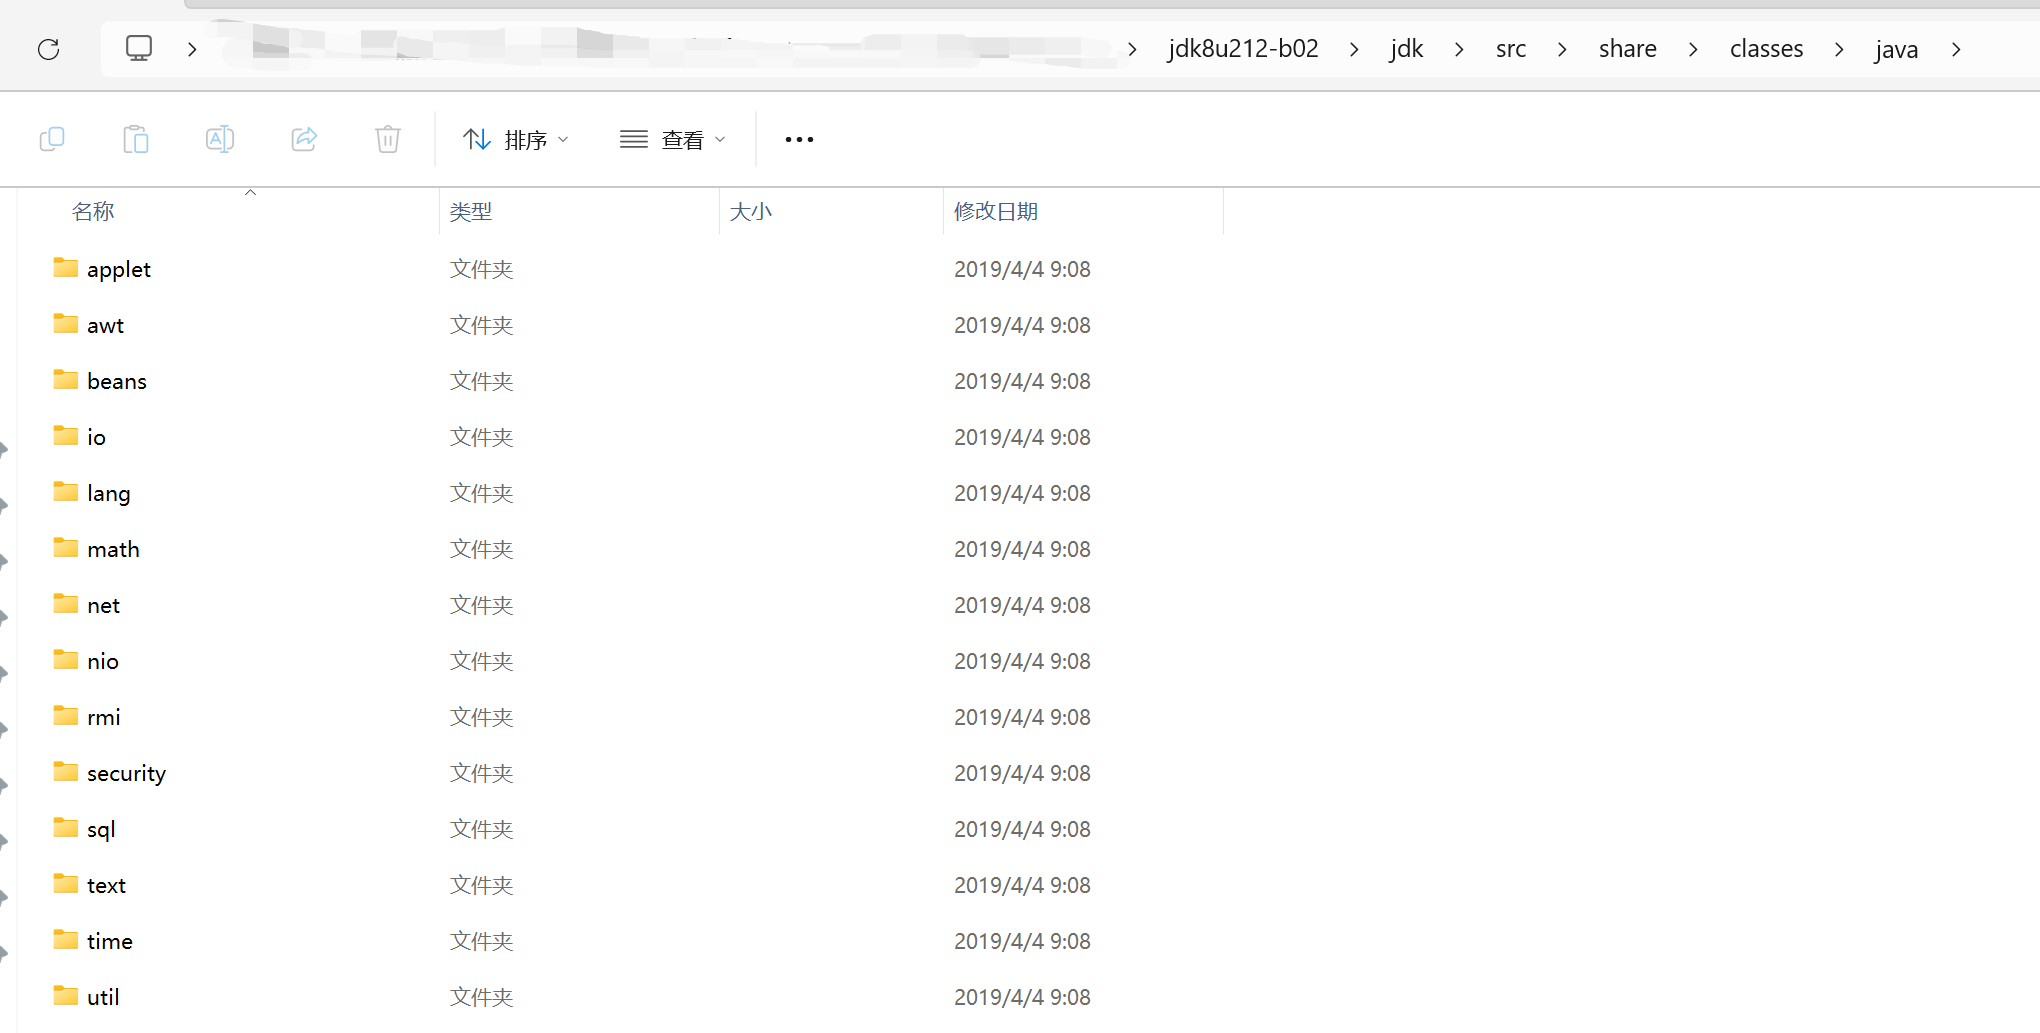 jdk8u212-b02 > jdk > src > share > classes > java >
排序 查看
名称 类型 大小 修改日期
applet 文件夹 2019/4/4 9:08
awt 文件夹 2019/4/4 9:08
beans 文件夹 2019/4/4 9:08
io 文件夹 2019/4/4 9:08
lang 文件夹 2019/4/4 9:08
math 文件夹 2019/4/4 9:08
net 文件夹 2019/4/4 9:08
nio 文件夹 2019/4/4 9:08
rmi 文件夹 2019/4/4 9:08
security 文件夹 2019/4/4 9:08
sql 文件夹 2019/4/4 9:08
text 文件夹 2019/4/4 9:08
time 文件夹 2019/4/4 9:08
util 文件夹 2019/4/4 9:08